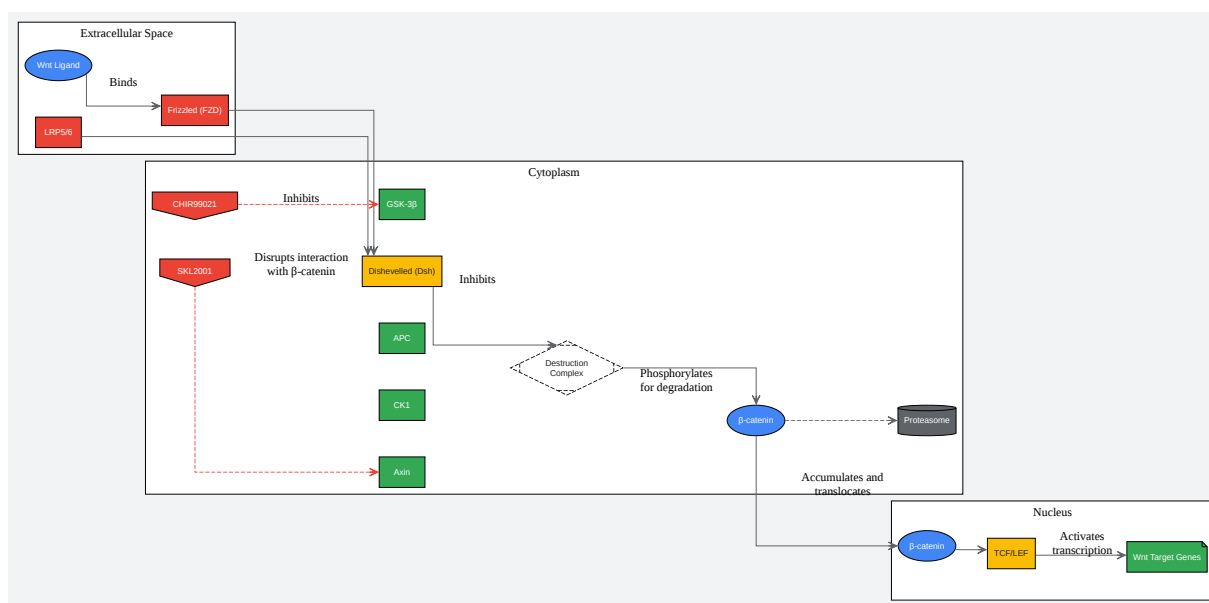 Extracellular Space
Wnt Ligand
Binds
Frizzled (FZD)
LRP5/6
Cytoplasm
CHIR99021
Inhibits
GSK-3β
SKL2001
Disrupts interaction
with β-catenin
Dishevelled (Dsh)
Inhibits
APC
Destruction
Complex
Phosphorylates
for degradation
CK1
β-catenin
Proteasome
Axin
Accumulates and
translocates
Nucleus
β-catenin
TCF/LEF
Activates
transcription
Wnt Target Genes